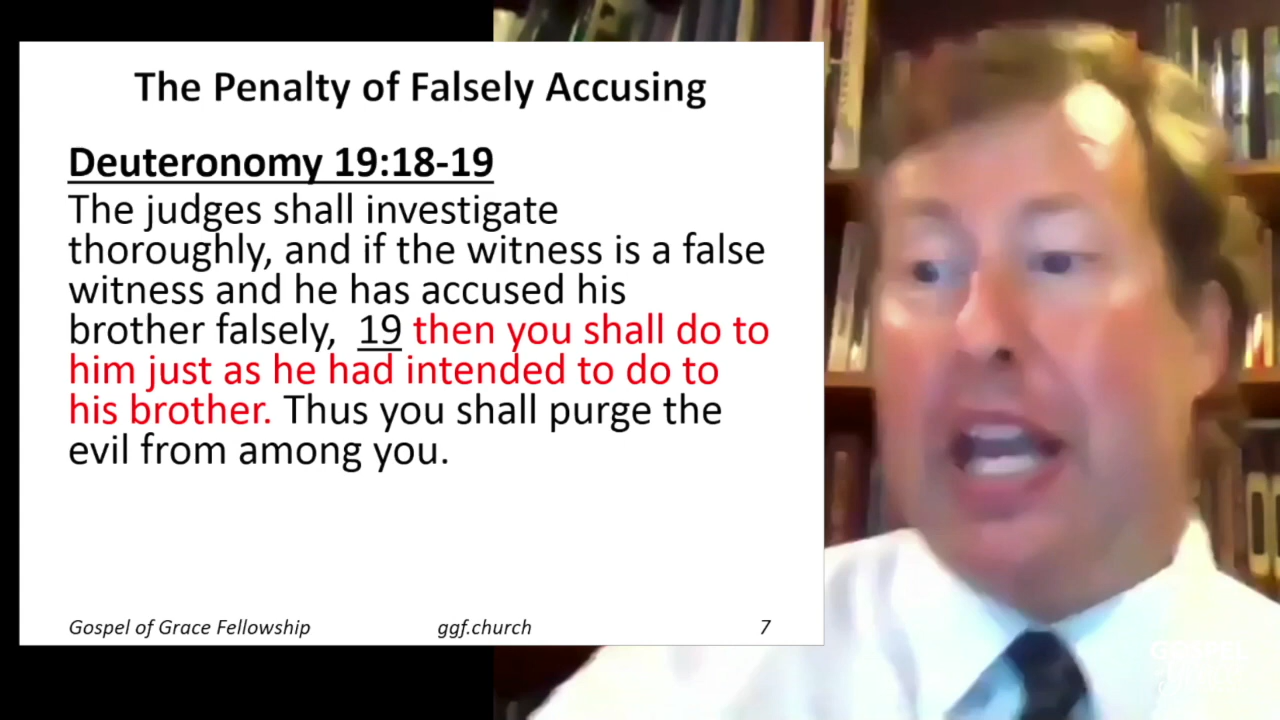 The Penalty of Falsely Accusing
Deuteronomy 19:18-19
The judges shall investigate
thoroughly, and if the witness is a false
witness and he has accused his
brother falsely, 19 then you shall do to
him just as he had intended to do to
his brother. Thus you shall purge the
evil from among you.
Gospel of Grace Fellowship ggf.church 7
GOSPEL